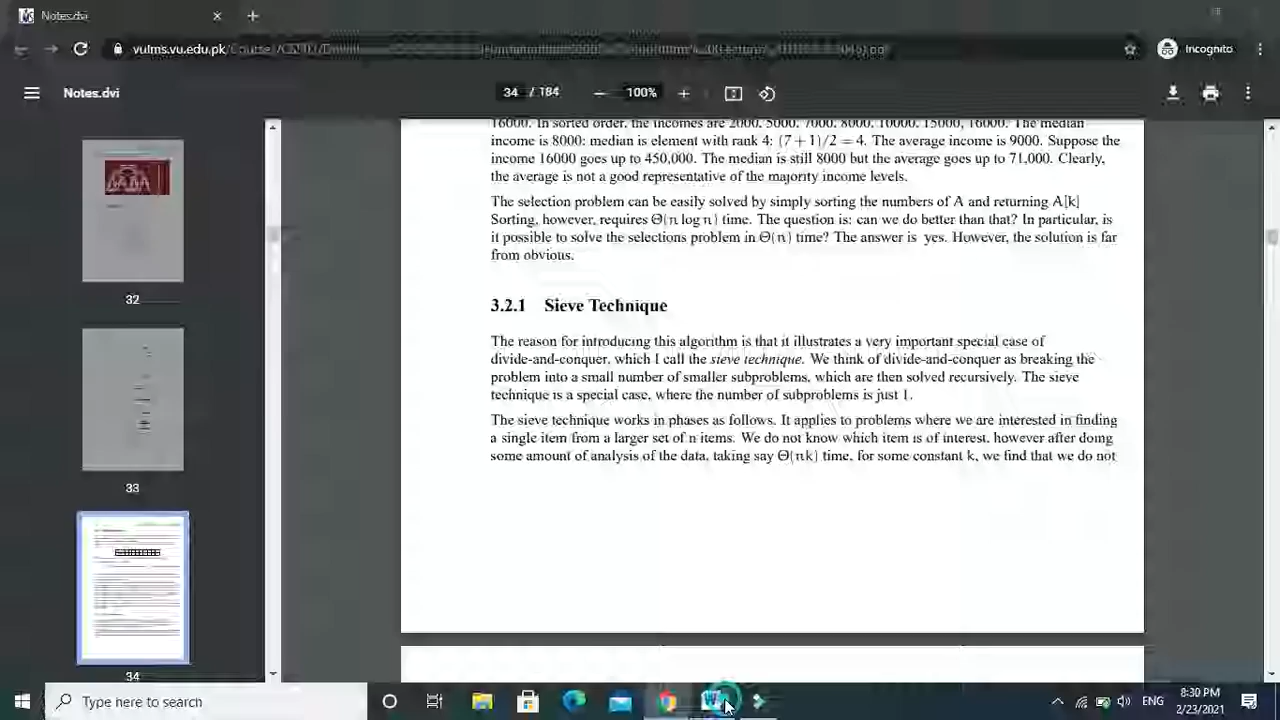 Notes.dvi
vulms.vu.edu.pk/
Incognito
Notes.dvi
34 / 184
100%
32
33
34
16000. In sorted order, the incomes are 2000, 5000, 7000, 8000, 10000, 15000, 16000. The median
income is 8000; median is element with rank 4: (7 + 1)/2 = 4. The average income is 9000. Suppose the
income 16000 goes up to 450,000. The median is still 8000 but the average goes up to 71,000. Clearly,
the average is not a good representative of the majority income levels.
The selection problem can be easily solved by simply sorting the numbers of A and returning A[k]
Sorting, however, requires Θ(n log n) time. The question is: can we do better than that? In particular, is
it possible to solve the selections problem in Θ(n) time? The answer is yes. However, the solution is far
from obvious.
3.2.1 Sieve Technique
The reason for introducing this algorithm is that it illustrates a very important special case of
divide-and-conquer, which I call the sieve technique. We think of divide-and-conquer as breaking the
problem into a small number of smaller subproblems, which are then solved recursively. The sieve
technique is a special case, where the number of subproblems is just 1.
The sieve technique works in phases as follows. It applies to problems where we are interested in finding
a single item from a larger set of n items. We do not know which item is of interest, however after doing
some amount of analysis of the data, taking say Θ(nk) time, for some constant k, we find that we do not
Type here to search
ENG
8:30 PM
2/23/2021